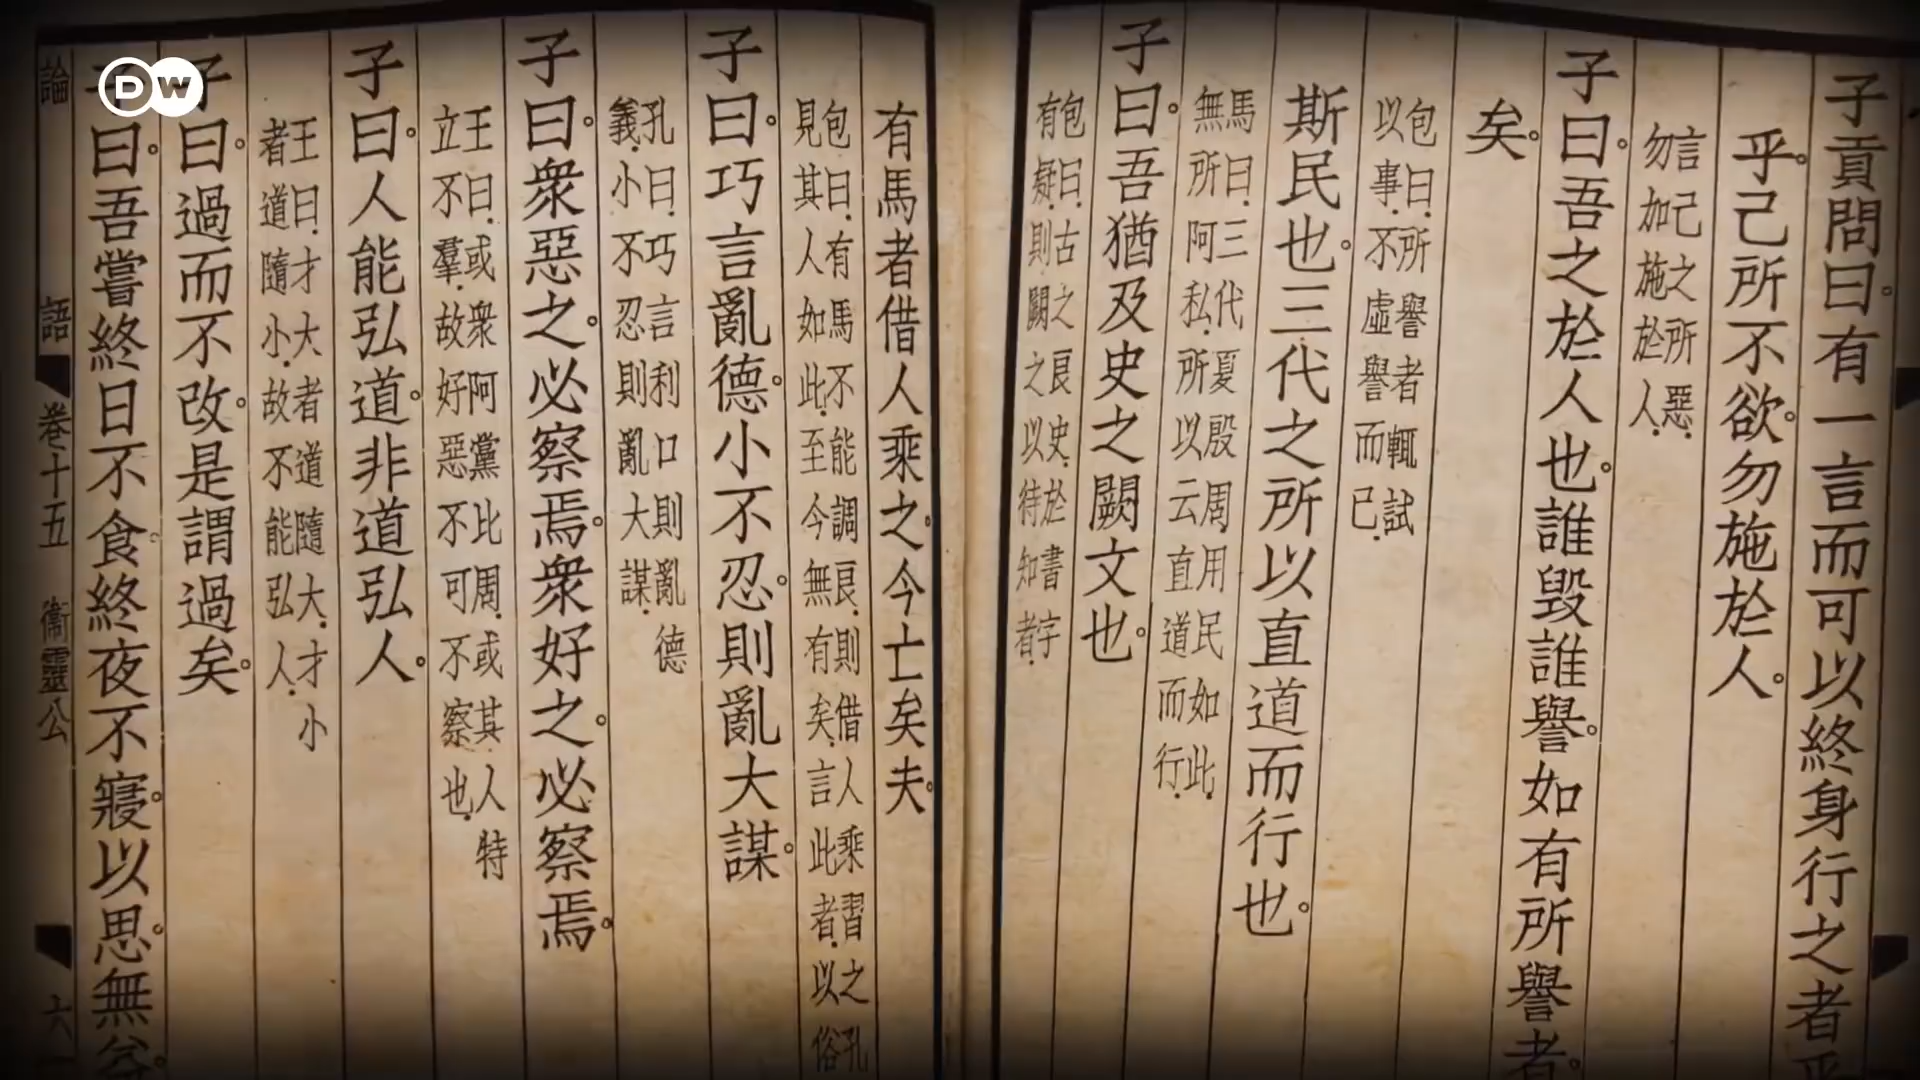 子貢問曰。有一言而可以終身行之者
乎。己所不欲。勿施於人。
言己之所惡.
勿加施於人.
子曰。吾之於人也。誰毀誰譽。如有所譽者。
矣。
包曰.所譽者輒試
以事.不虛譽而已.
斯民也。三代之所以直道而行也。
馬曰.三代夏殷周.用民如此.
無所阿私.所以云直道而行.
子曰。吾猶及史之闕文也。
包曰.古之良史.於書字
有疑.則闕之以待知者.
有馬者借人乘之。今亡矣夫。
包曰.有馬不能調良.則借人乘習之孔
見其人如此.至今無有矣.言此者.以俗
子曰。巧言亂德。小不忍。則亂大謀。
孔曰.巧言利口則亂德
義.小不忍則亂大謀.
子曰。衆惡之。必察焉。衆好之。必察焉。
王曰.或衆阿黨比周.或其人特
立不羣.故好惡不可不察也.
子曰。人能弘道。非道弘人。
王曰.才大者道隨大.才小
者道隨小.故不能弘人.
子曰。過而不改。是謂過矣。
子曰。吾嘗終日不食。終夜不寢。以思。無益。
論語 卷十五 衞靈公 六
DW